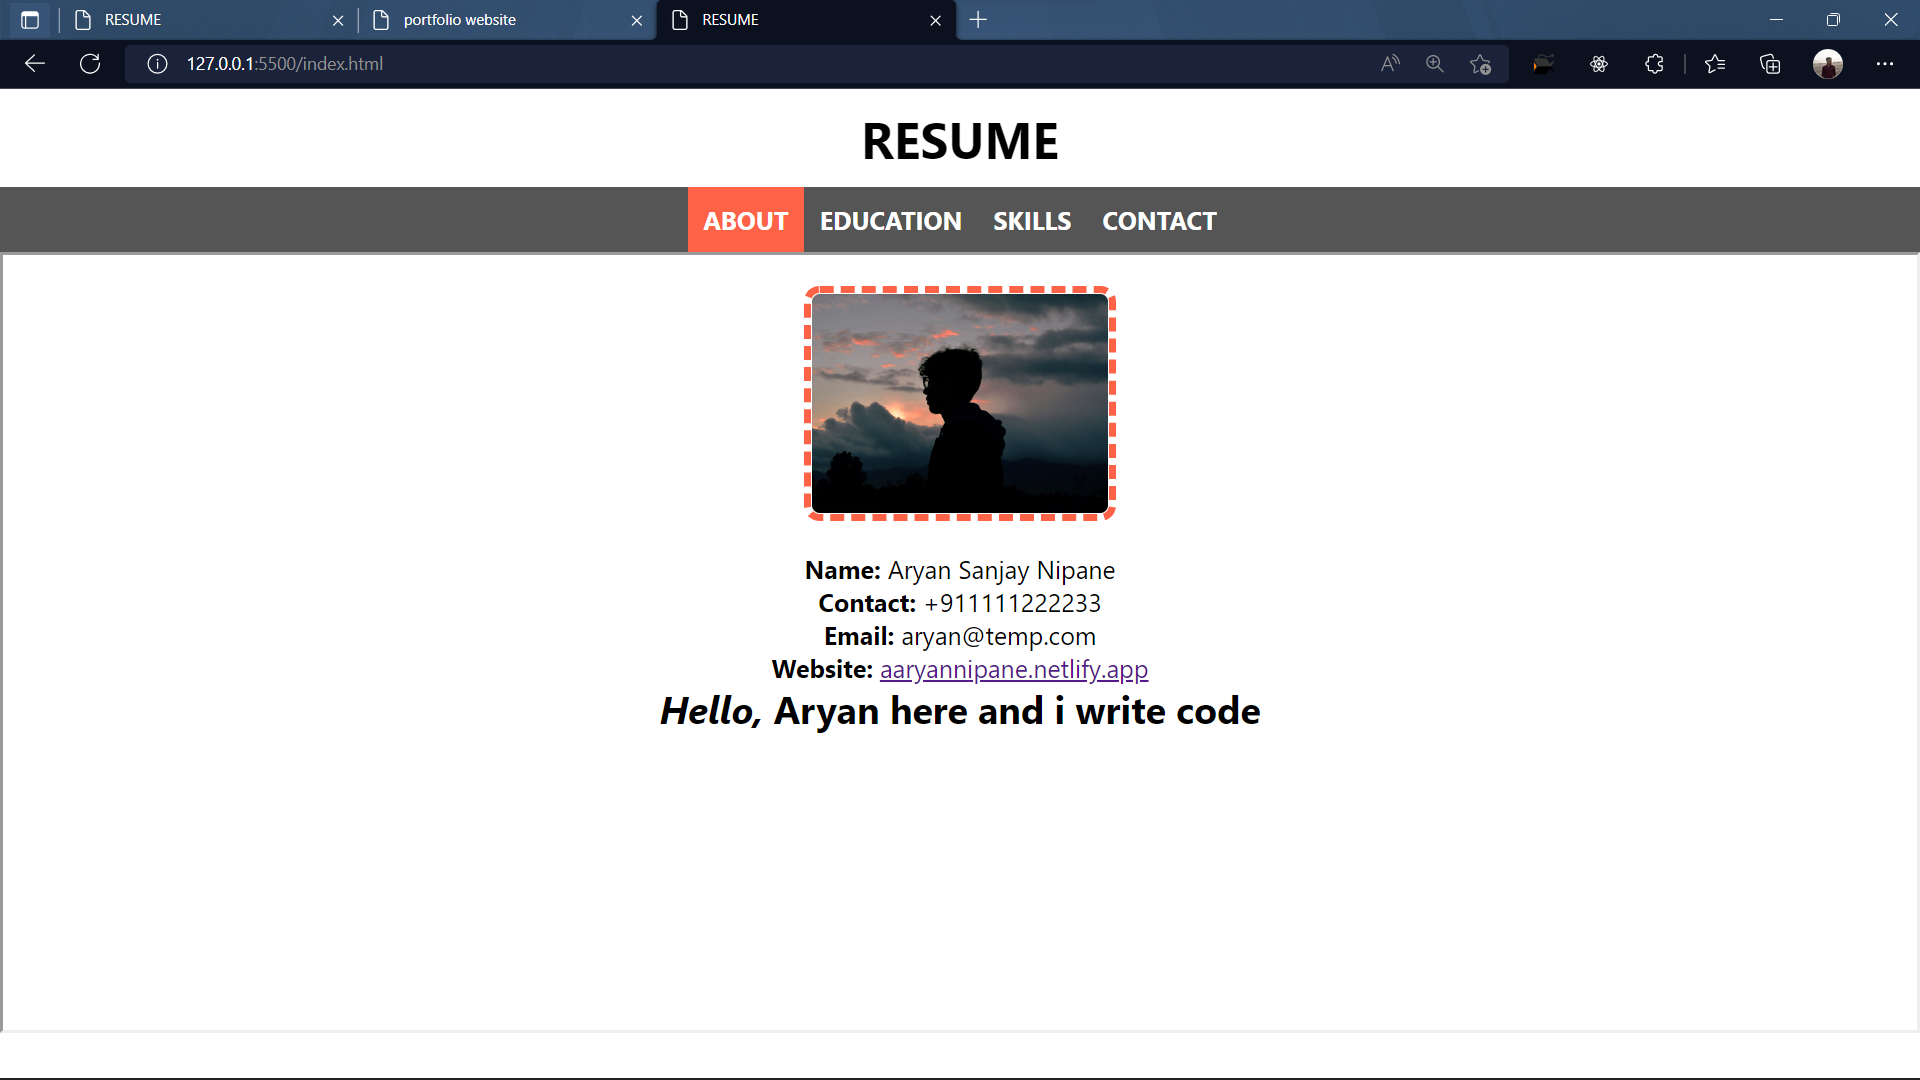 RESUME
portfolio website
RESUME
127.0.0.1:5500/index.html
RESUME
ABOUT EDUCATION SKILLS CONTACT
Name: Aryan Sanjay Nipane
Contact: +911111222233
Email: aryan@temp.com
Website: aaryannipane.netlify.app
Hello, Aryan here and i write code